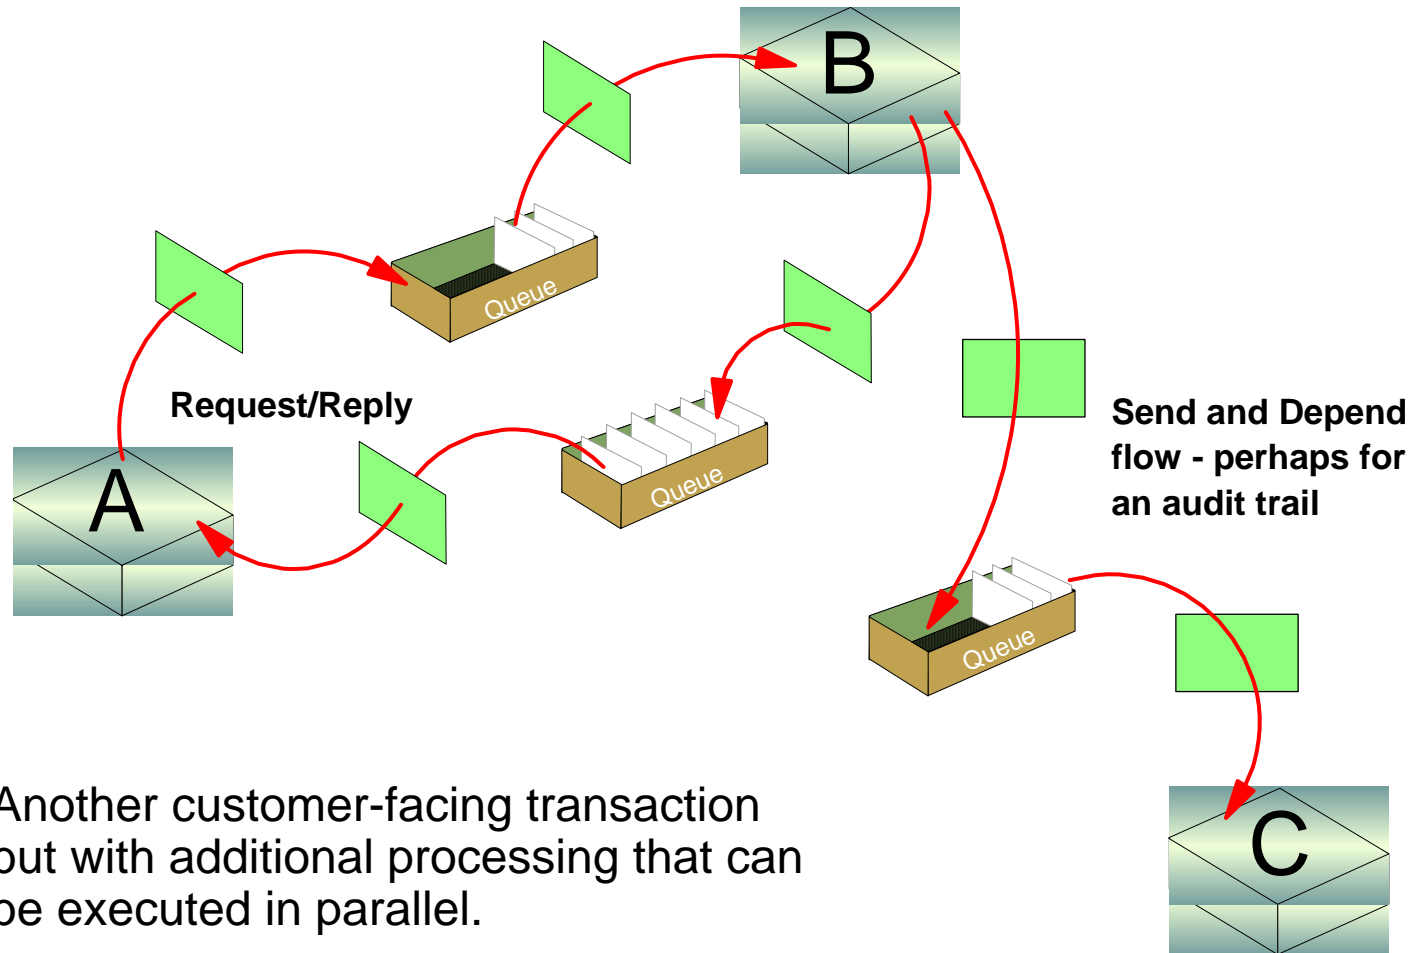 B
Queue
Request/Reply
A
Queue
Send and Depend
flow - perhaps for
an audit trail
Queue
Another customer-facing transaction
but with additional processing that can
be executed in parallel.
C